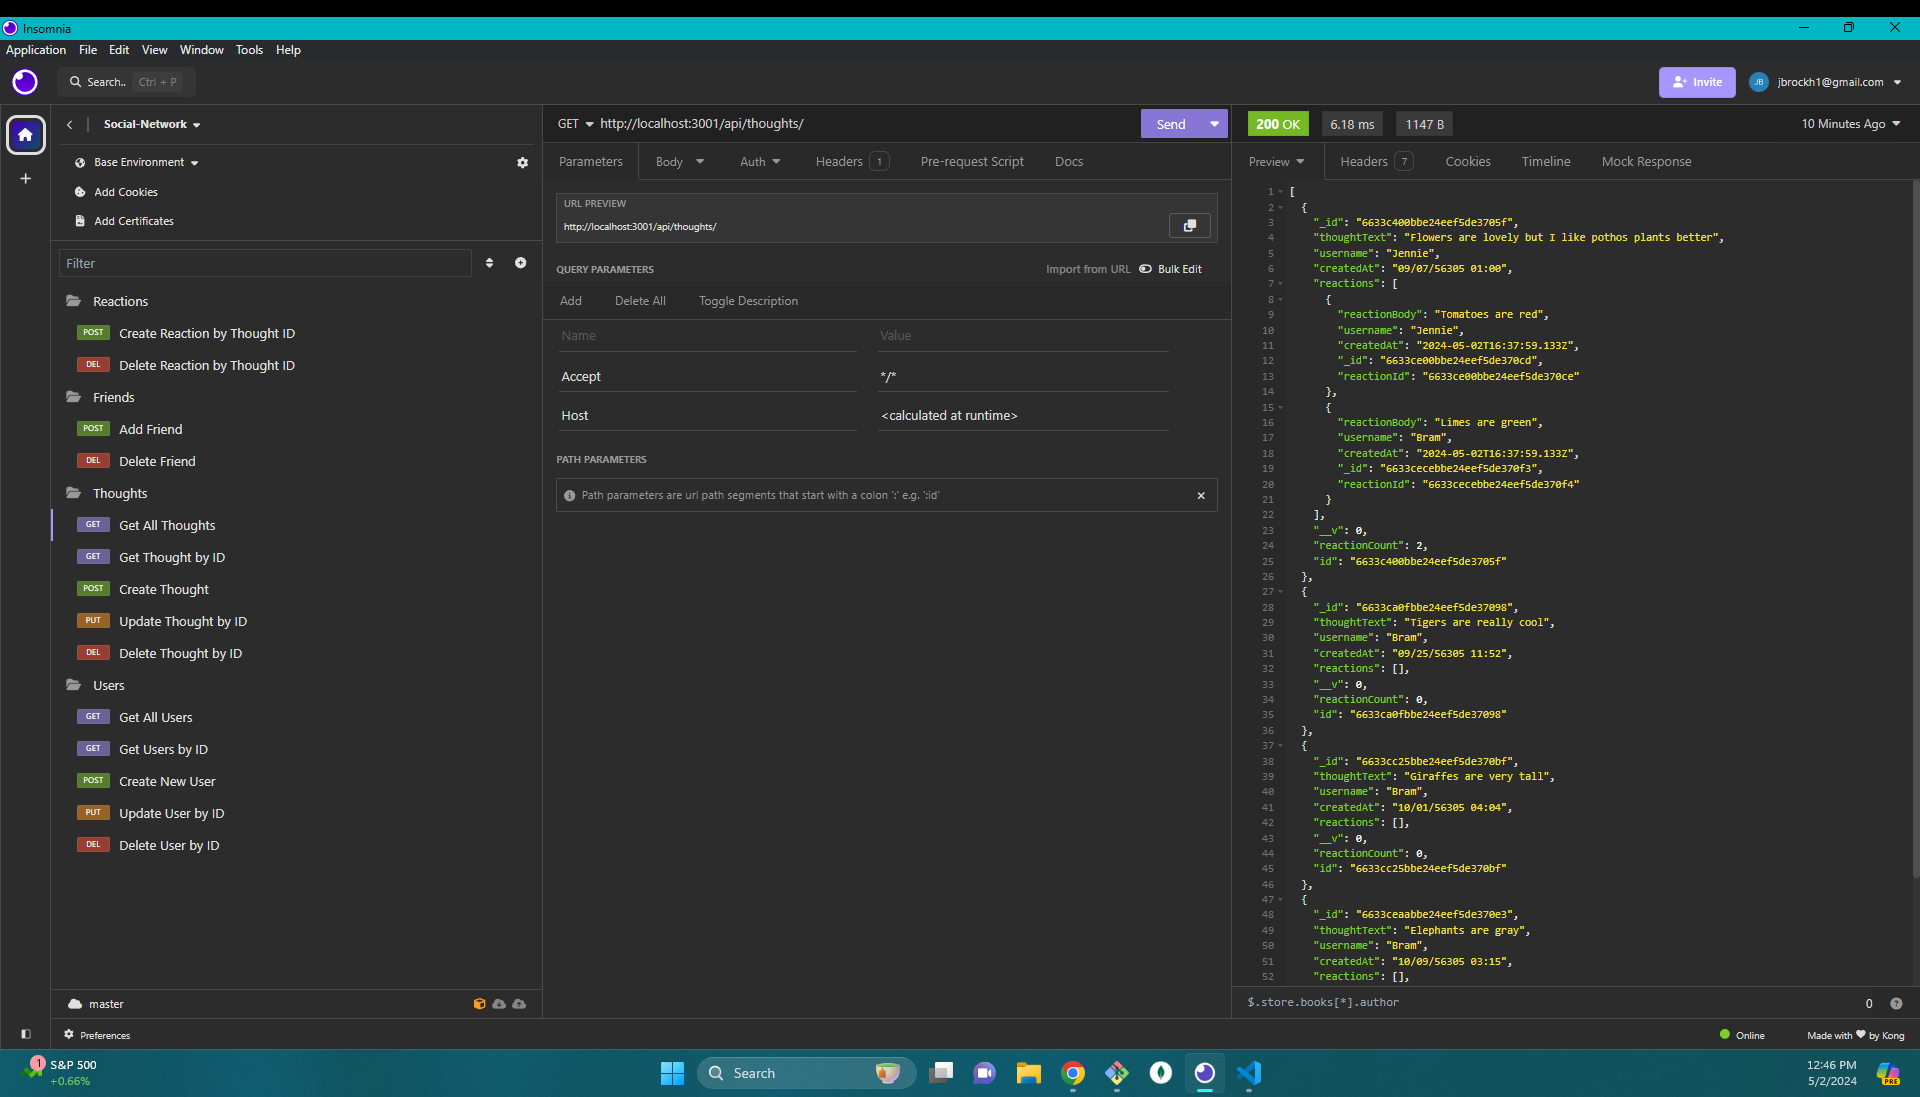 Insomnia
Application File Edit View Window Tools Help
Search.. Ctrl + P
Invite
JB jbrockh1@gmail.com
Social-Network
Base Environment
Add Cookies
Add Certificates
Filter
Reactions
POST Create Reaction by Thought ID
DEL Delete Reaction by Thought ID
Friends
POST Add Friend
DEL Delete Friend
Thoughts
GET Get All Thoughts
GET Get Thought by ID
POST Create Thought
PUT Update Thought by ID
DEL Delete Thought by ID
Users
GET Get All Users
GET Get Users by ID
POST Create New User
PUT Update User by ID
DEL Delete User by ID
master
Preferences
GET http://localhost:3001/api/thoughts/ Send
Parameters Body Auth Headers 1 Pre-request Script Docs
URL PREVIEW
http://localhost:3001/api/thoughts/
QUERY PARAMETERS Import from URL Bulk Edit
Add Delete All Toggle Description
Name Value
Accept */*
Host <calculated at runtime>
PATH PARAMETERS
Path parameters are url path segments that start with a colon ':' e.g. ':id'
200 OK 6.18 ms 1147 B 10 Minutes Ago
Preview Headers 7 Cookies Timeline Mock Response
1 [
2 {
3 "_id": "6633c400bbe24eef5de3705f",
4 "thoughtText": "Flowers are lovely but I like pothos plants better",
5 "username": "Jennie",
6 "createdAt": "09/07/56305 01:00",
7 "reactions": [
8 {
9 "reactionBody": "Tomatoes are red",
10 "username": "Jennie",
11 "createdAt": "2024-05-02T16:37:59.133Z",
12 "_id": "6633ce00bbe24eef5de370cd",
13 "reactionId": "6633ce00bbe24eef5de370ce"
14 },
15 {
16 "reactionBody": "Limes are green",
17 "username": "Bram",
18 "createdAt": "2024-05-02T16:37:59.133Z",
19 "_id": "6633cecebbe24eef5de370f3",
20 "reactionId": "6633cecebbe24eef5de370f4"
21 }
22 ],
23 "__v": 0,
24 "reactionCount": 2,
25 "id": "6633c400bbe24eef5de3705f"
26 },
27 {
28 "_id": "6633ca0fbbe24eef5de37098",
29 "thoughtText": "Tigers are really cool",
30 "username": "Bram",
31 "createdAt": "09/25/56305 11:52",
32 "reactions": [],
33 "__v": 0,
34 "reactionCount": 0,
35 "id": "6633ca0fbbe24eef5de37098"
36 },
37 {
38 "_id": "6633cc25bbe24eef5de370bf",
39 "thoughtText": "Giraffes are very tall",
40 "username": "Bram",
41 "createdAt": "10/01/56305 04:04",
42 "reactions": [],
43 "__v": 0,
44 "reactionCount": 0,
45 "id": "6633cc25bbe24eef5de370bf"
46 },
47 {
48 "_id": "6633ceaabbe24eef5de370e3",
49 "thoughtText": "Elephants are gray",
50 "username": "Bram",
51 "createdAt": "10/09/56305 03:15",
52 "reactions": [],
$.store.books[*].author 0
Online Made with by Kong
1 S&P 500
+0.66%
Search
12:46 PM
5/2/2024
PRE